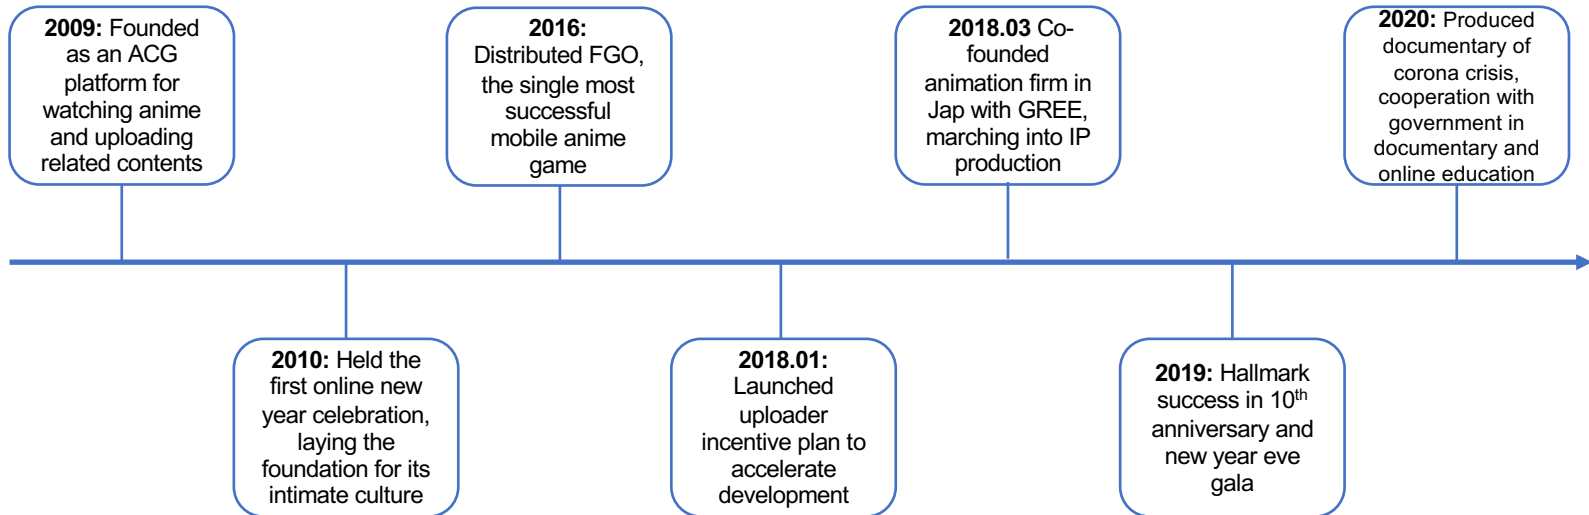 2009: Founded
as an ACG
platform for
watching anime
and uploading
related contents
2010: Held the
first online new
year celebration,
laying the
foundation for its
intimate culture
2016:
Distributed FGO,
the single most
successful
mobile anime
game
2018.01:
Launched
uploader
incentive plan to
accelerate
development
2018.03 Co-
founded
animation firm in
Jap with GREE,
marching into IP
production
2019: Hallmark
success in 10th
anniversary and
new year eve
gala
2020: Produced
documentary of
corona crisis,
cooperation with
government in
documentary and
online education